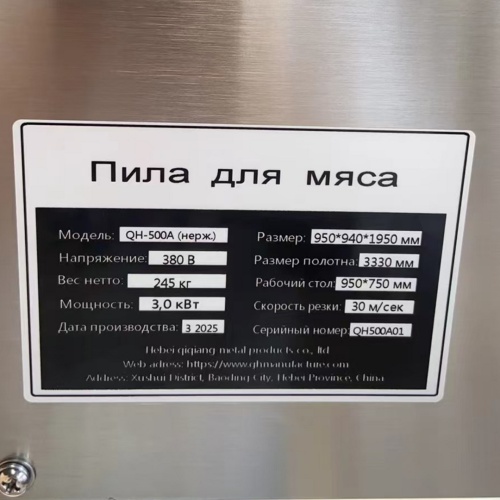 Пила для мяса
Модель: QH-500A (нерж.)
Напряжение: 380 В
Вес нетто: 245 кг
Мощность: 3,0 кВт
Дата производства: 3 2025
Размер: 950*940*1950 мм
Размер полотна: 3330 мм
Рабочий стол: 950*750 мм
Скорость резки: 30 м/сек
Серийный номер: QH500A01
Hebei qiqiang metal products co., ltd
Web adress: https://www.qhmanufacture.com
Address: Xushui District, Baoding City, Hebei Province, China